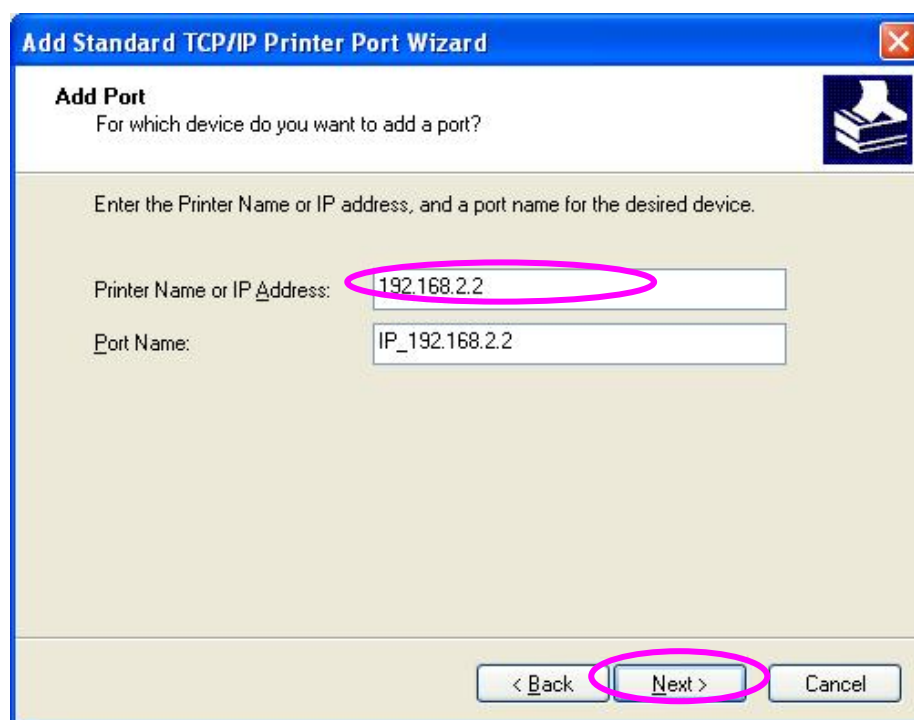 Add Standard TCP/IP Printer Port Wizard
Add Port
For which device do you want to add a port?
Enter the Printer Name or IP address, and a port name for the desired device.
Printer Name or IP Address: 192.168.2.2
Port Name: IP_192.168.2.2
< Back Next > Cancel